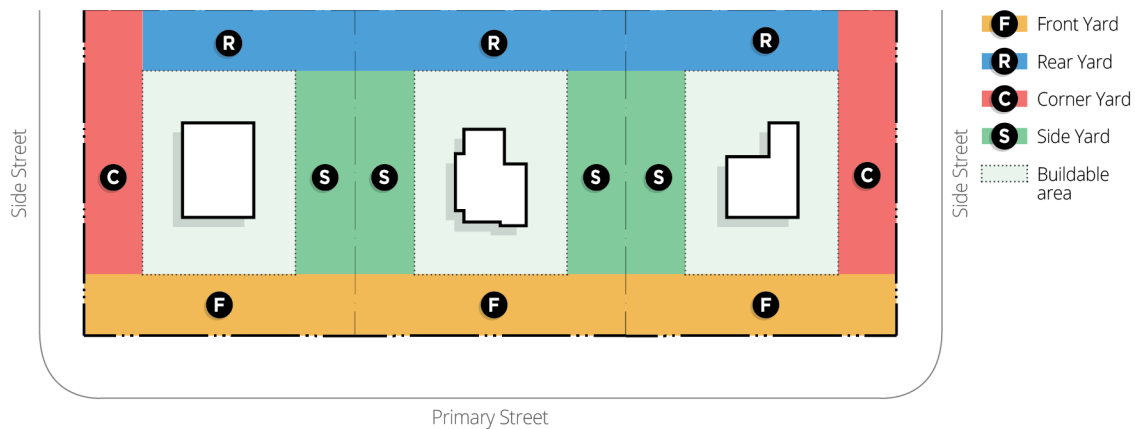 R R R
C S S S S C
F F F
Side Street
Side Street
Primary Street
F Front Yard
R Rear Yard
C Corner Yard
S Side Yard
Buildable
area